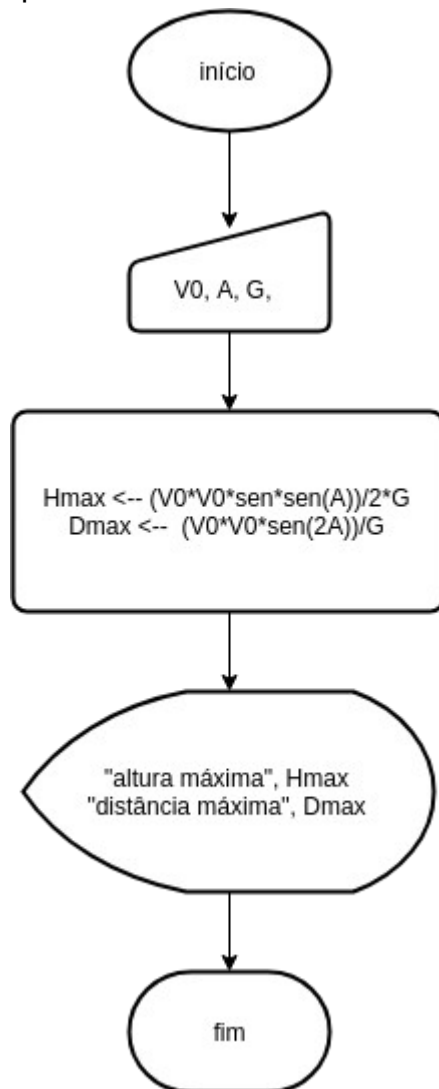 início
V0, A, G,
Hmax <-- (V0*V0*sen*sen(A))/2*G
Dmax <-- (V0*V0*sen(2A))/G
"altura máxima", Hmax
"distância máxima", Dmax
fim